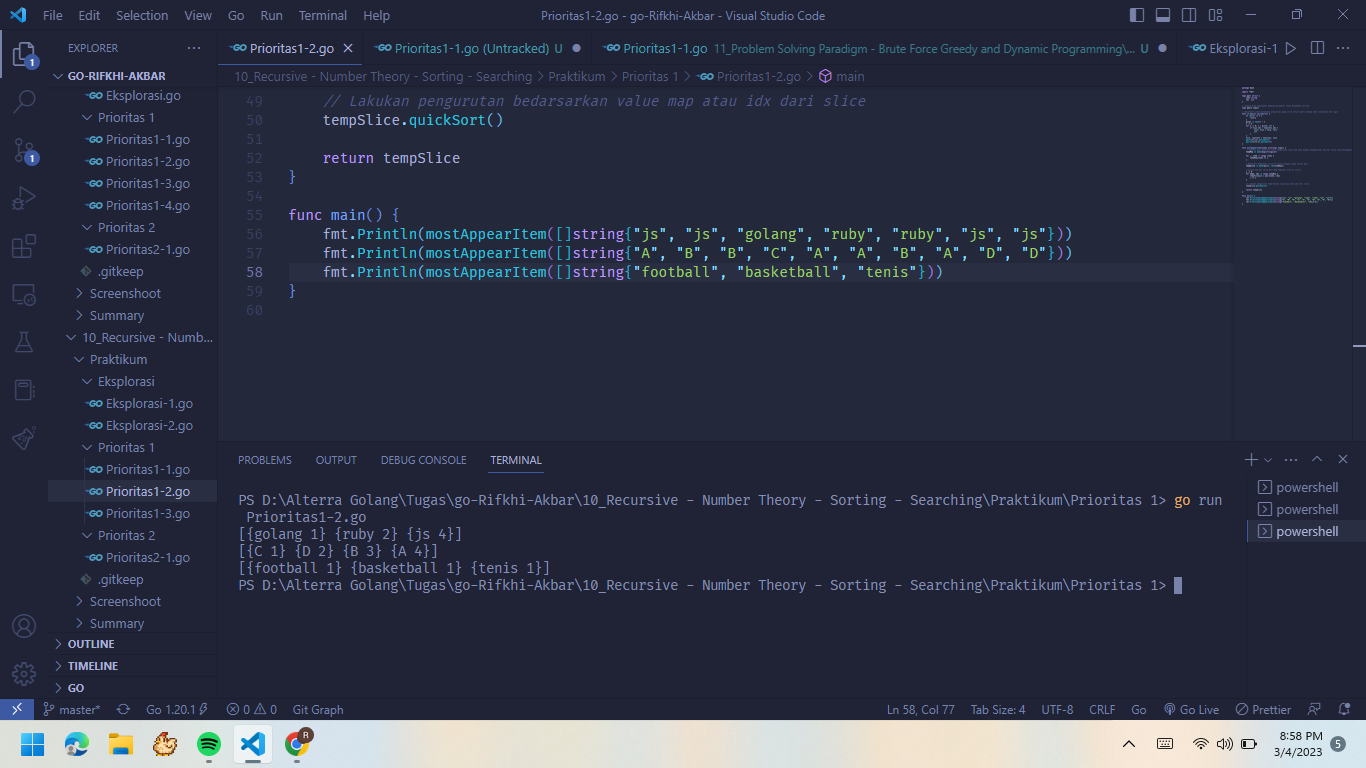 File Edit Selection View Go Run Terminal Help
Prioritas1-2.go - go-Rifkhi-Akbar - Visual Studio Code
EXPLORER
GO-RIFKHI-AKBAR
Eksplorasi.go
Prioritas 1
Prioritas1-1.go
Prioritas1-2.go
Prioritas1-3.go
Prioritas1-4.go
Prioritas 2
Prioritas2-1.go
.gitkeep
Screenshoot
Summary
10_Recursive - Numb...
Praktikum
Eksplorasi
Eksplorasi-1.go
Eksplorasi-2.go
Prioritas 1
Prioritas1-1.go
Prioritas1-2.go
Prioritas1-3.go
Prioritas 2
Prioritas2-1.go
.gitkeep
Screenshoot
Summary
OUTLINE
TIMELINE
GO
1
1
Prioritas1-2.go
Prioritas1-1.go (Untracked) U
Prioritas1-1.go 11_Problem Solving Paradigm - Brute Force Greedy and Dynamic Programming\... U
Eksplorasi-1
10_Recursive - Number Theory - Sorting - Searching > Praktikum > Prioritas 1 > Prioritas1-2.go > main
49 // Lakukan pengurutan bedarsarkan value map atau idx dari slice
50 tempSlice.quickSort()
51
52 return tempSlice
53 }
54
55 func main() {
56 fmt.Println(mostAppearItem([]string{"js", "js", "golang", "ruby", "ruby", "js", "js"}))
57 fmt.Println(mostAppearItem([]string{"A", "B", "B", "C", "A", "A", "B", "A", "D", "D"}))
58 fmt.Println(mostAppearItem([]string{"football", "basketball", "tenis"}))
59 }
60
PROBLEMS OUTPUT DEBUG CONSOLE TERMINAL
PS D:\Alterra Golang\Tugas\go-Rifkhi-Akbar\10_Recursive - Number Theory - Sorting - Searching\Praktikum\Prioritas 1> go run
Prioritas1-2.go
[{golang 1} {ruby 2} {js 4}]
[{C 1} {D 2} {B 3} {A 4}]
[{football 1} {basketball 1} {tenis 1}]
PS D:\Alterra Golang\Tugas\go-Rifkhi-Akbar\10_Recursive - Number Theory - Sorting - Searching\Praktikum\Prioritas 1>
powershell
powershell
powershell
master* Go 1.20.1 0 0 Git Graph
Ln 58, Col 77 Tab Size: 4 UTF-8 CRLF Go Go Live Prettier
R
8:58 PM
3/4/2023
5